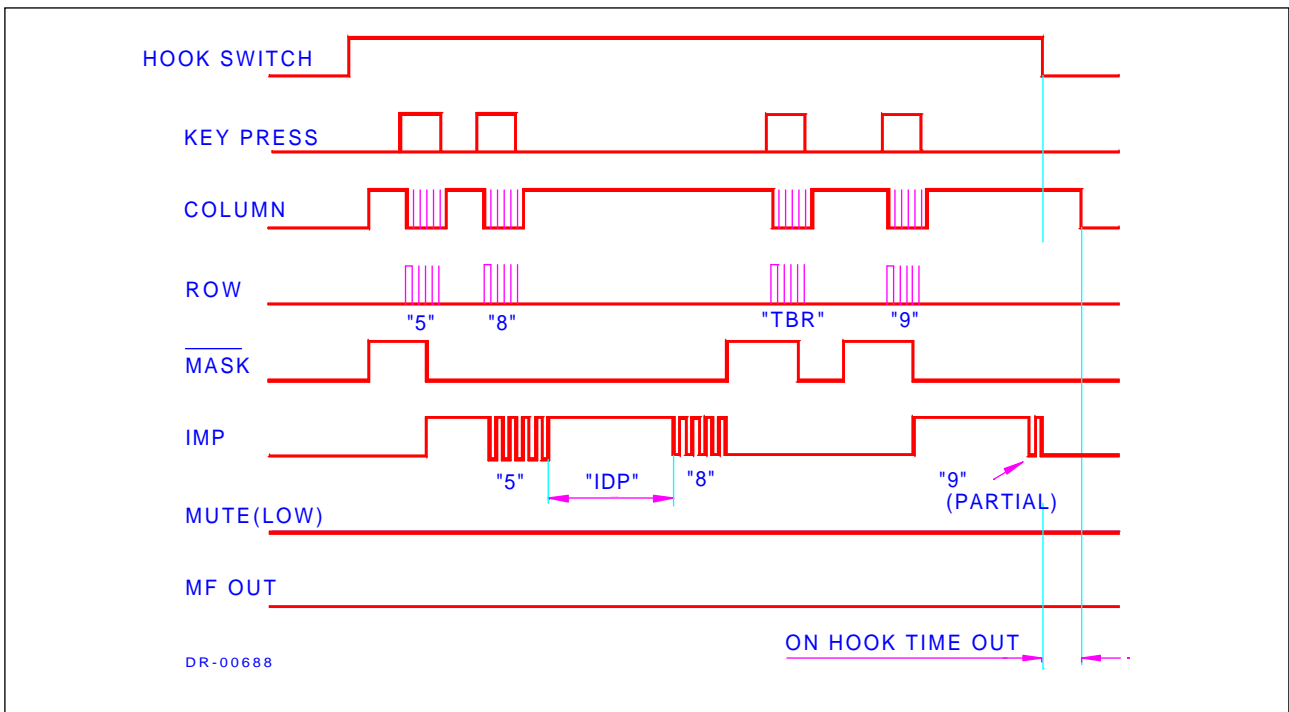 HOOK SWITCH
KEY PRESS
COLUMN
ROW
"5" "8" "TBR" "9"
MASK
IMP
"5" "IDP" "8" "9"
(PARTIAL)
MUTE(LOW)
MF OUT
ON HOOK TIME OUT
DR-00688